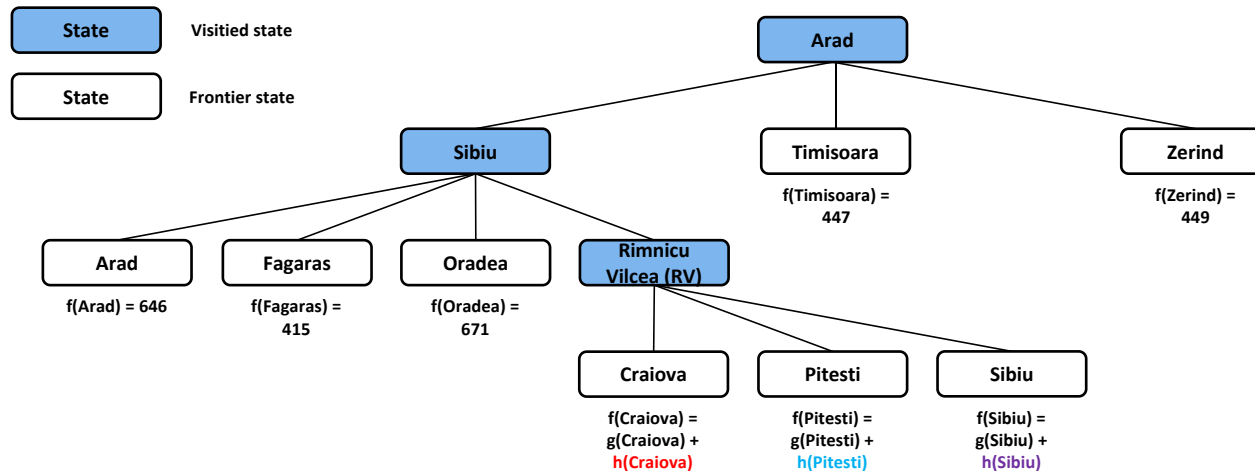 State
Visitied state
Arad
State
Frontier state
Sibiu
Timisoara
Zerind
f(Timisoara) =
447
f(Zerind) =
449
Arad
Fagaras
Oradea
Rimnicu
Vilcea (RV)
f(Arad) = 646
f(Fagaras) =
415
f(Oradea) =
671
Craiova
Pitesti
Sibiu
f(Craiova) =
g(Craiova) +
h(Craiova)
f(Pitesti) =
g(Pitesti) +
h(Pitesti)
f(Sibiu) =
g(Sibiu) +
h(Sibiu)